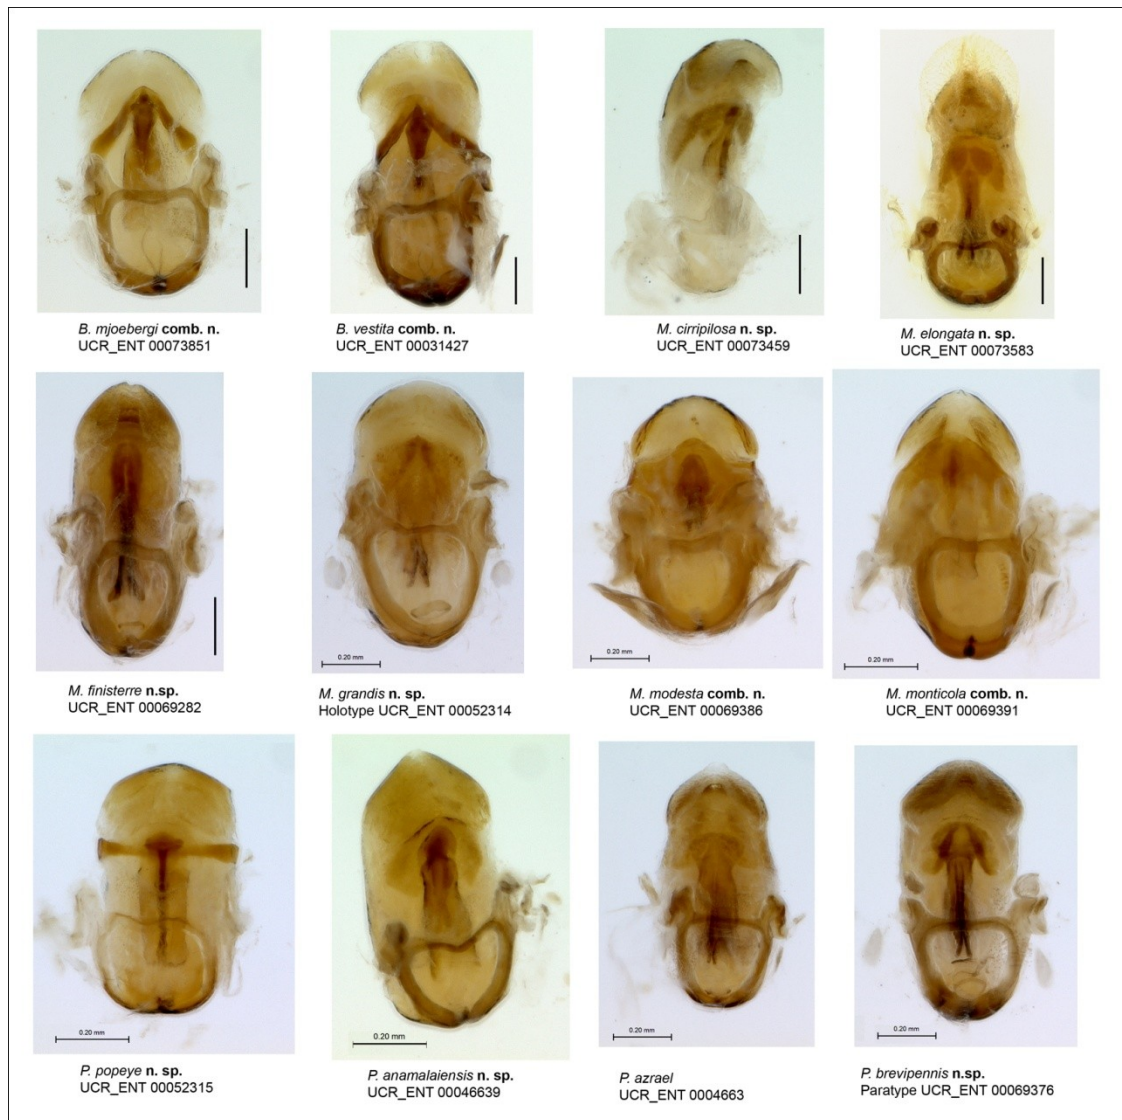 B. mjoebergi comb. n.
UCR_ENT 00073851
B. vestita comb. n.
UCR_ENT 00031427
M. cirripilosa n. sp.
UCR_ENT 00073459
M. elongata n. sp.
UCR_ENT 00073583
M. finisterre n.sp.
UCR_ENT 00069282
0.20 mm
M. grandis n. sp.
Holotype UCR_ENT 00052314
0.20 mm
M. modesta comb. n.
UCR_ENT 00069386
0.20 mm
M. monticola comb. n.
UCR_ENT 00069391
0.20 mm
P. popeye n. sp.
UCR_ENT 00052315
0.20 mm
P. anamalaiensis n. sp.
UCR_ENT 00046639
0.20 mm
P. azrael
UCR_ENT 0004663
0.20 mm
P. brevipennis n.sp.
Paratype UCR_ENT 00069376